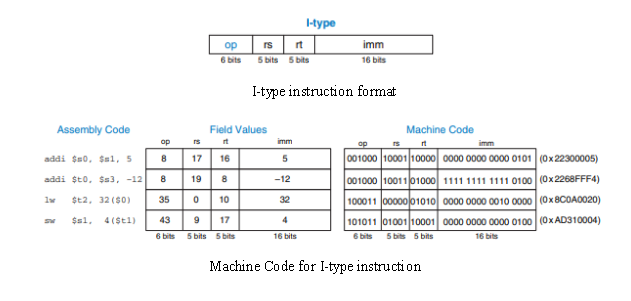 I-type
op rs rt imm
6 bits 5 bits 5 bits 16 bits
I-type instruction format
Assembly Code Field Values Machine Code
op rs rt imm op rs rt imm
addi $s0, $s1, 5 8 17 16 5 001000 10001 10000 0000 0000 0000 0101 (0x22300005)
addi $t0, $s3, -12 8 19 8 -12 001000 10011 01000 1111 1111 1111 0100 (0x2268FFF4)
lw $t2, 32($0) 35 0 10 32 100011 00000 01010 0000 0000 0010 0000 (0x8C0A0020)
sw $s1, 4($t1) 43 9 17 4 101011 01001 10001 0000 0000 0000 0100 (0xAD310004)
6 bits 5 bits 5 bits 16 bits 6 bits 5 bits 5 bits 16 bits
Machine Code for I-type instruction